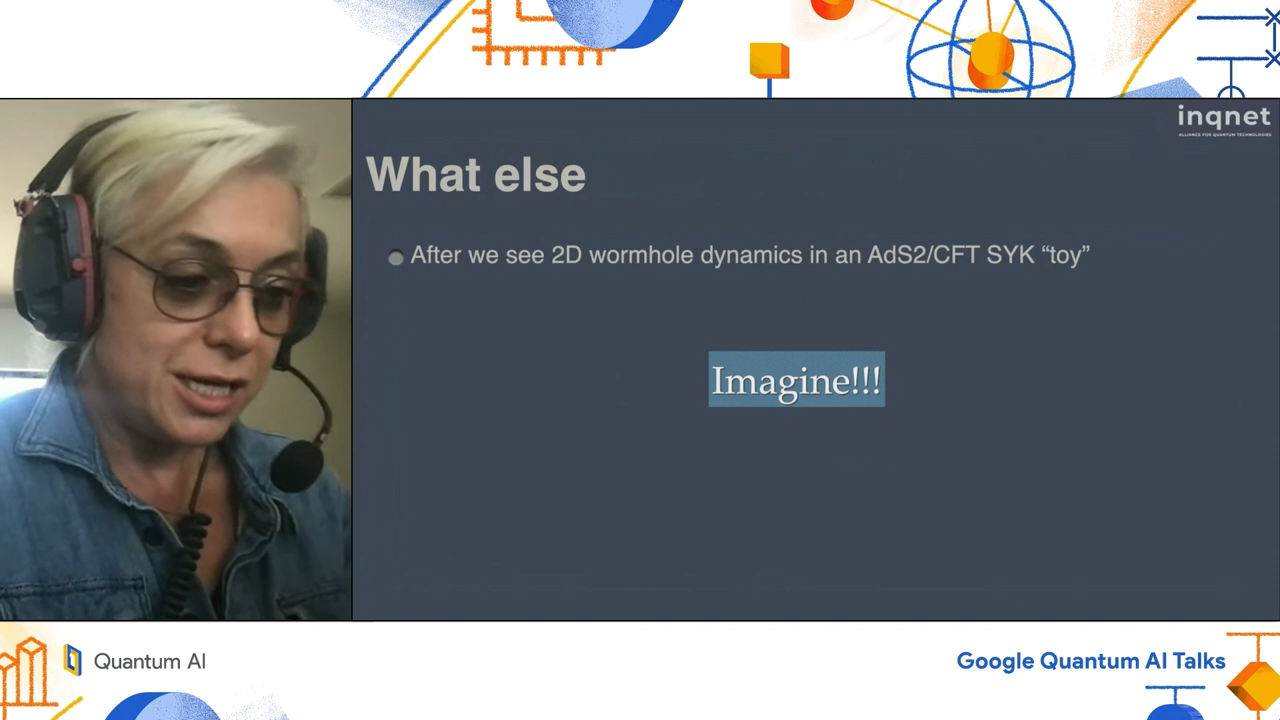 inqnet
ALLIANCE FOR QUANTUM TECHNOLOGIES
What else
After we see 2D wormhole dynamics in an AdS2/CFT SYK “toy”
Imagine!!!
Quantum AI
Google Quantum AI Talks